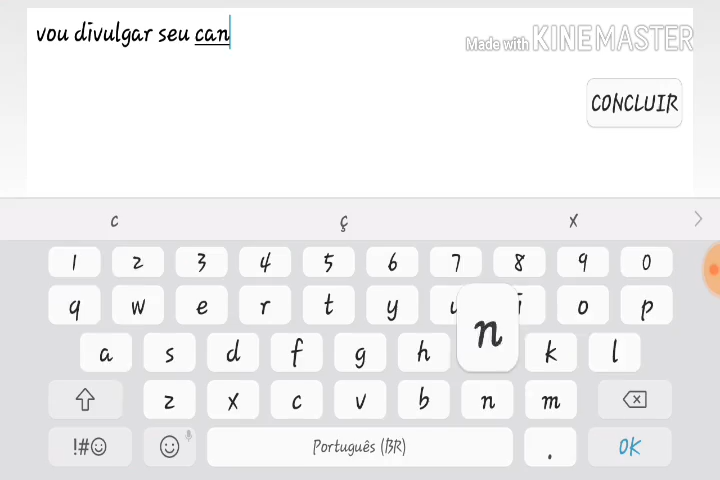 vou divulgar seu can
Made with KINEMASTER
CONCLUIR
c ç x
1 2 3 4 5 6 7 8 9 0
q w e r t y u i o p
a s d f g h n k l
z x c v b n m
!#☺ Português (BR) . OK